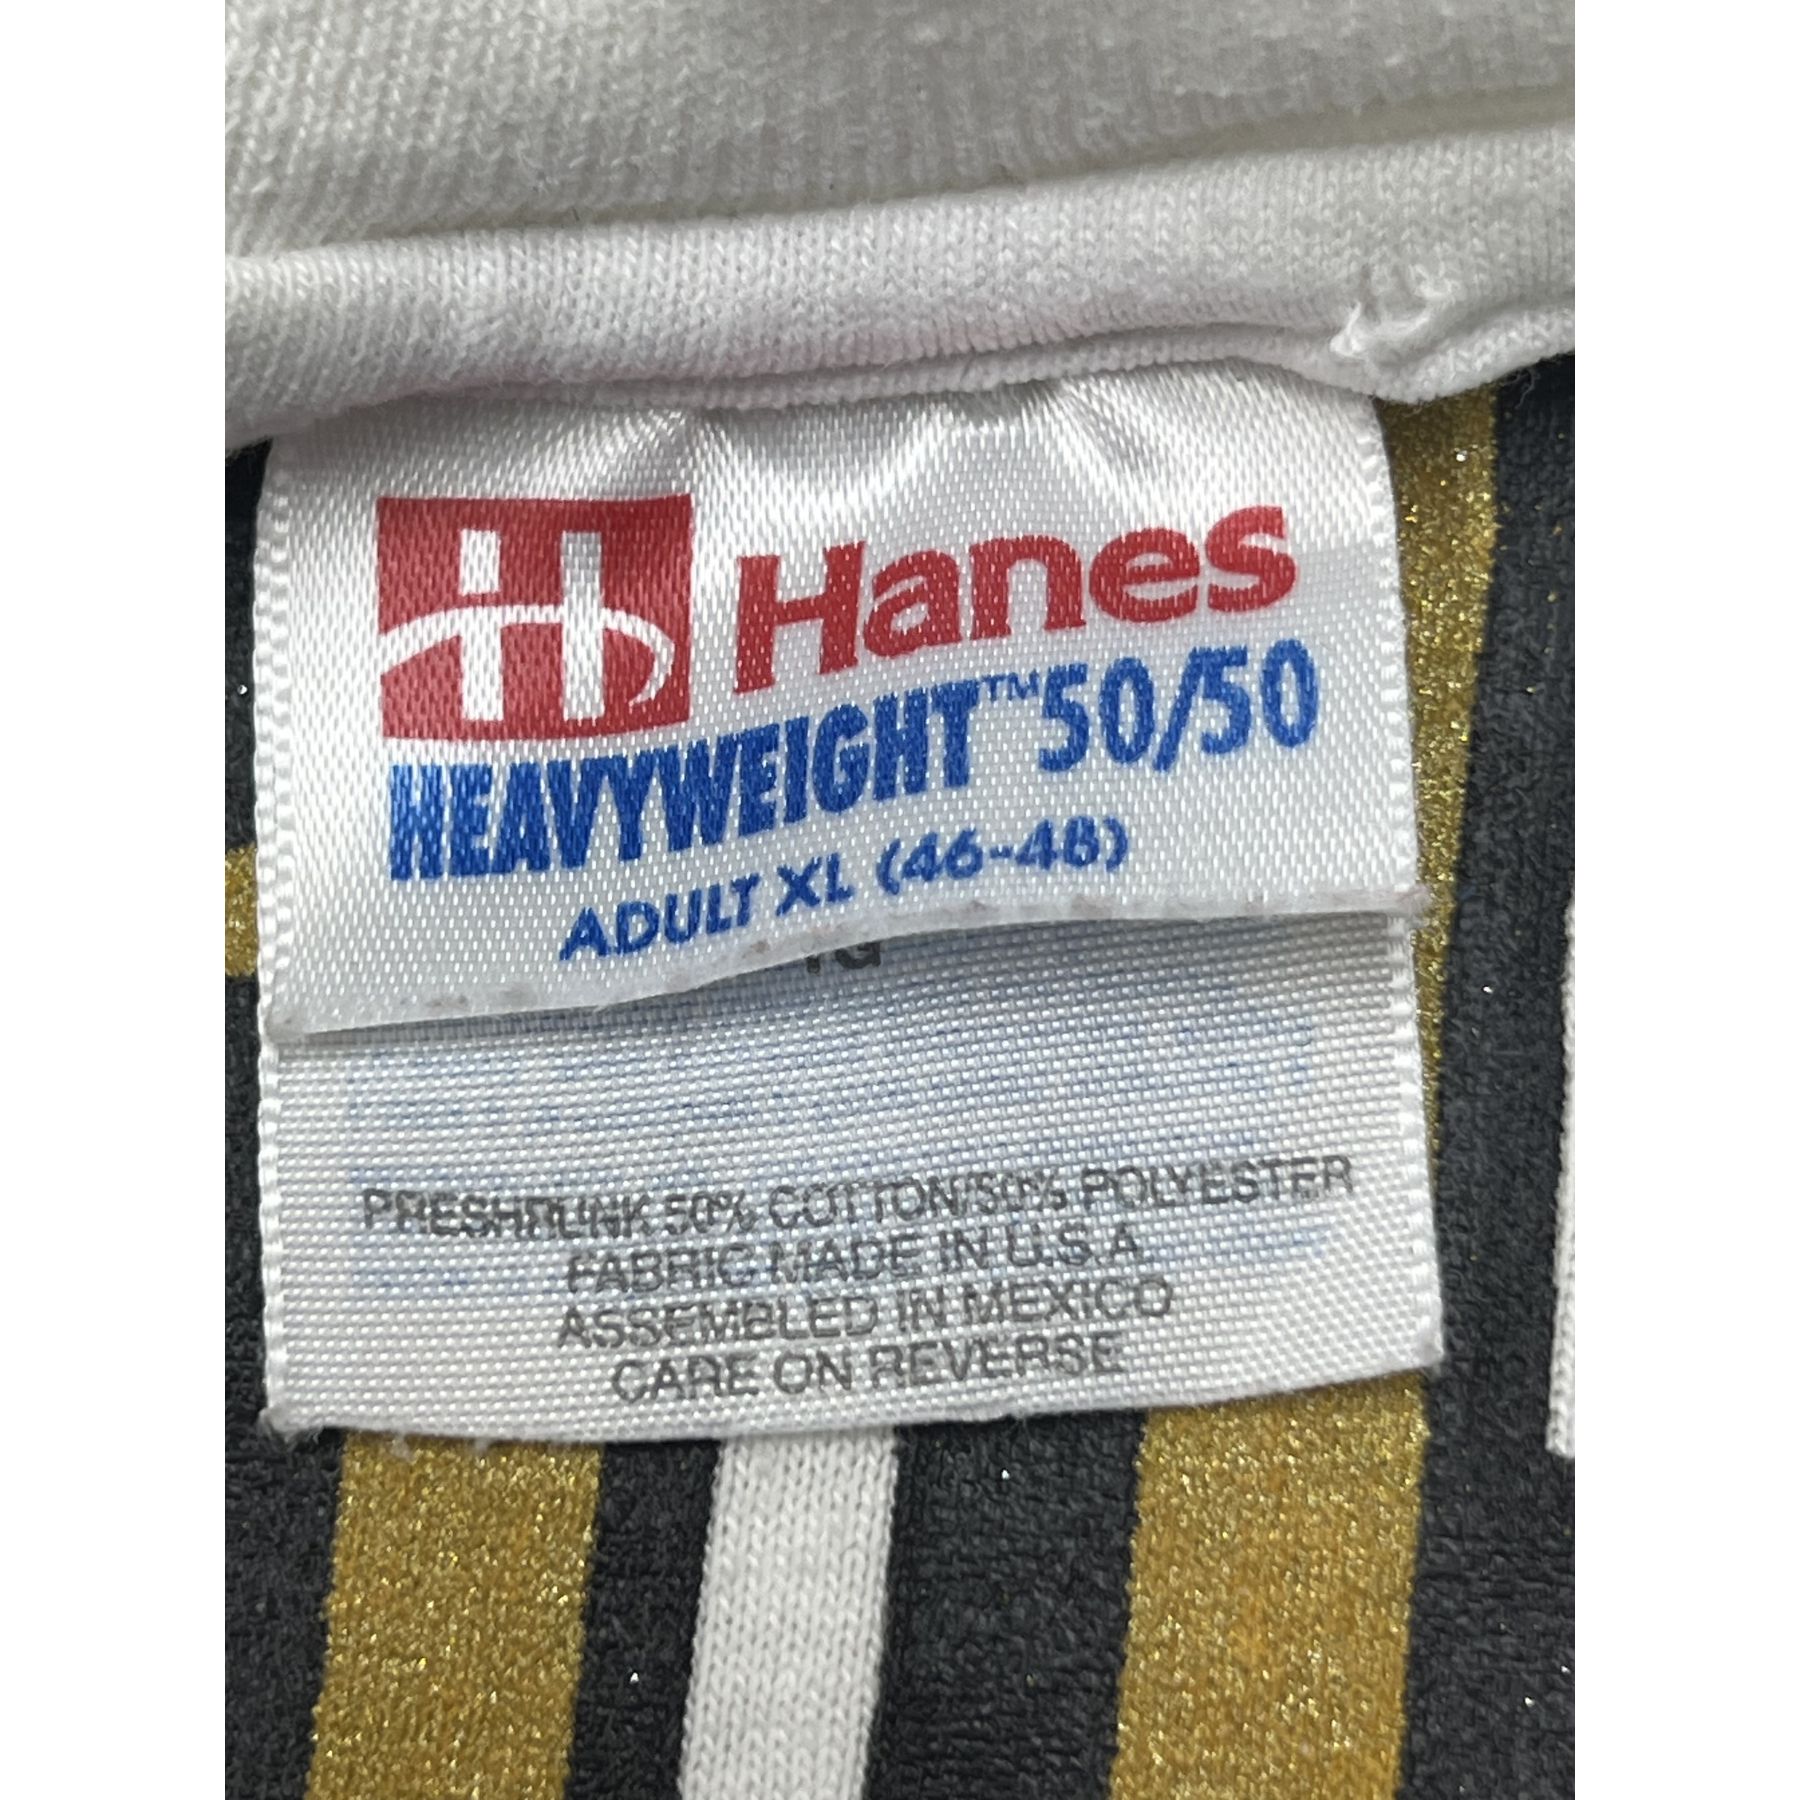 Hanes
HEAVYWEIGHT™ 50/50
ADULT XL (46-48)
PRESHRUNK 50% COTTON/50% POLYESTER
FABRIC MADE IN U.S.A
ASSEMBLED IN MEXICO
CARE ON REVERSE